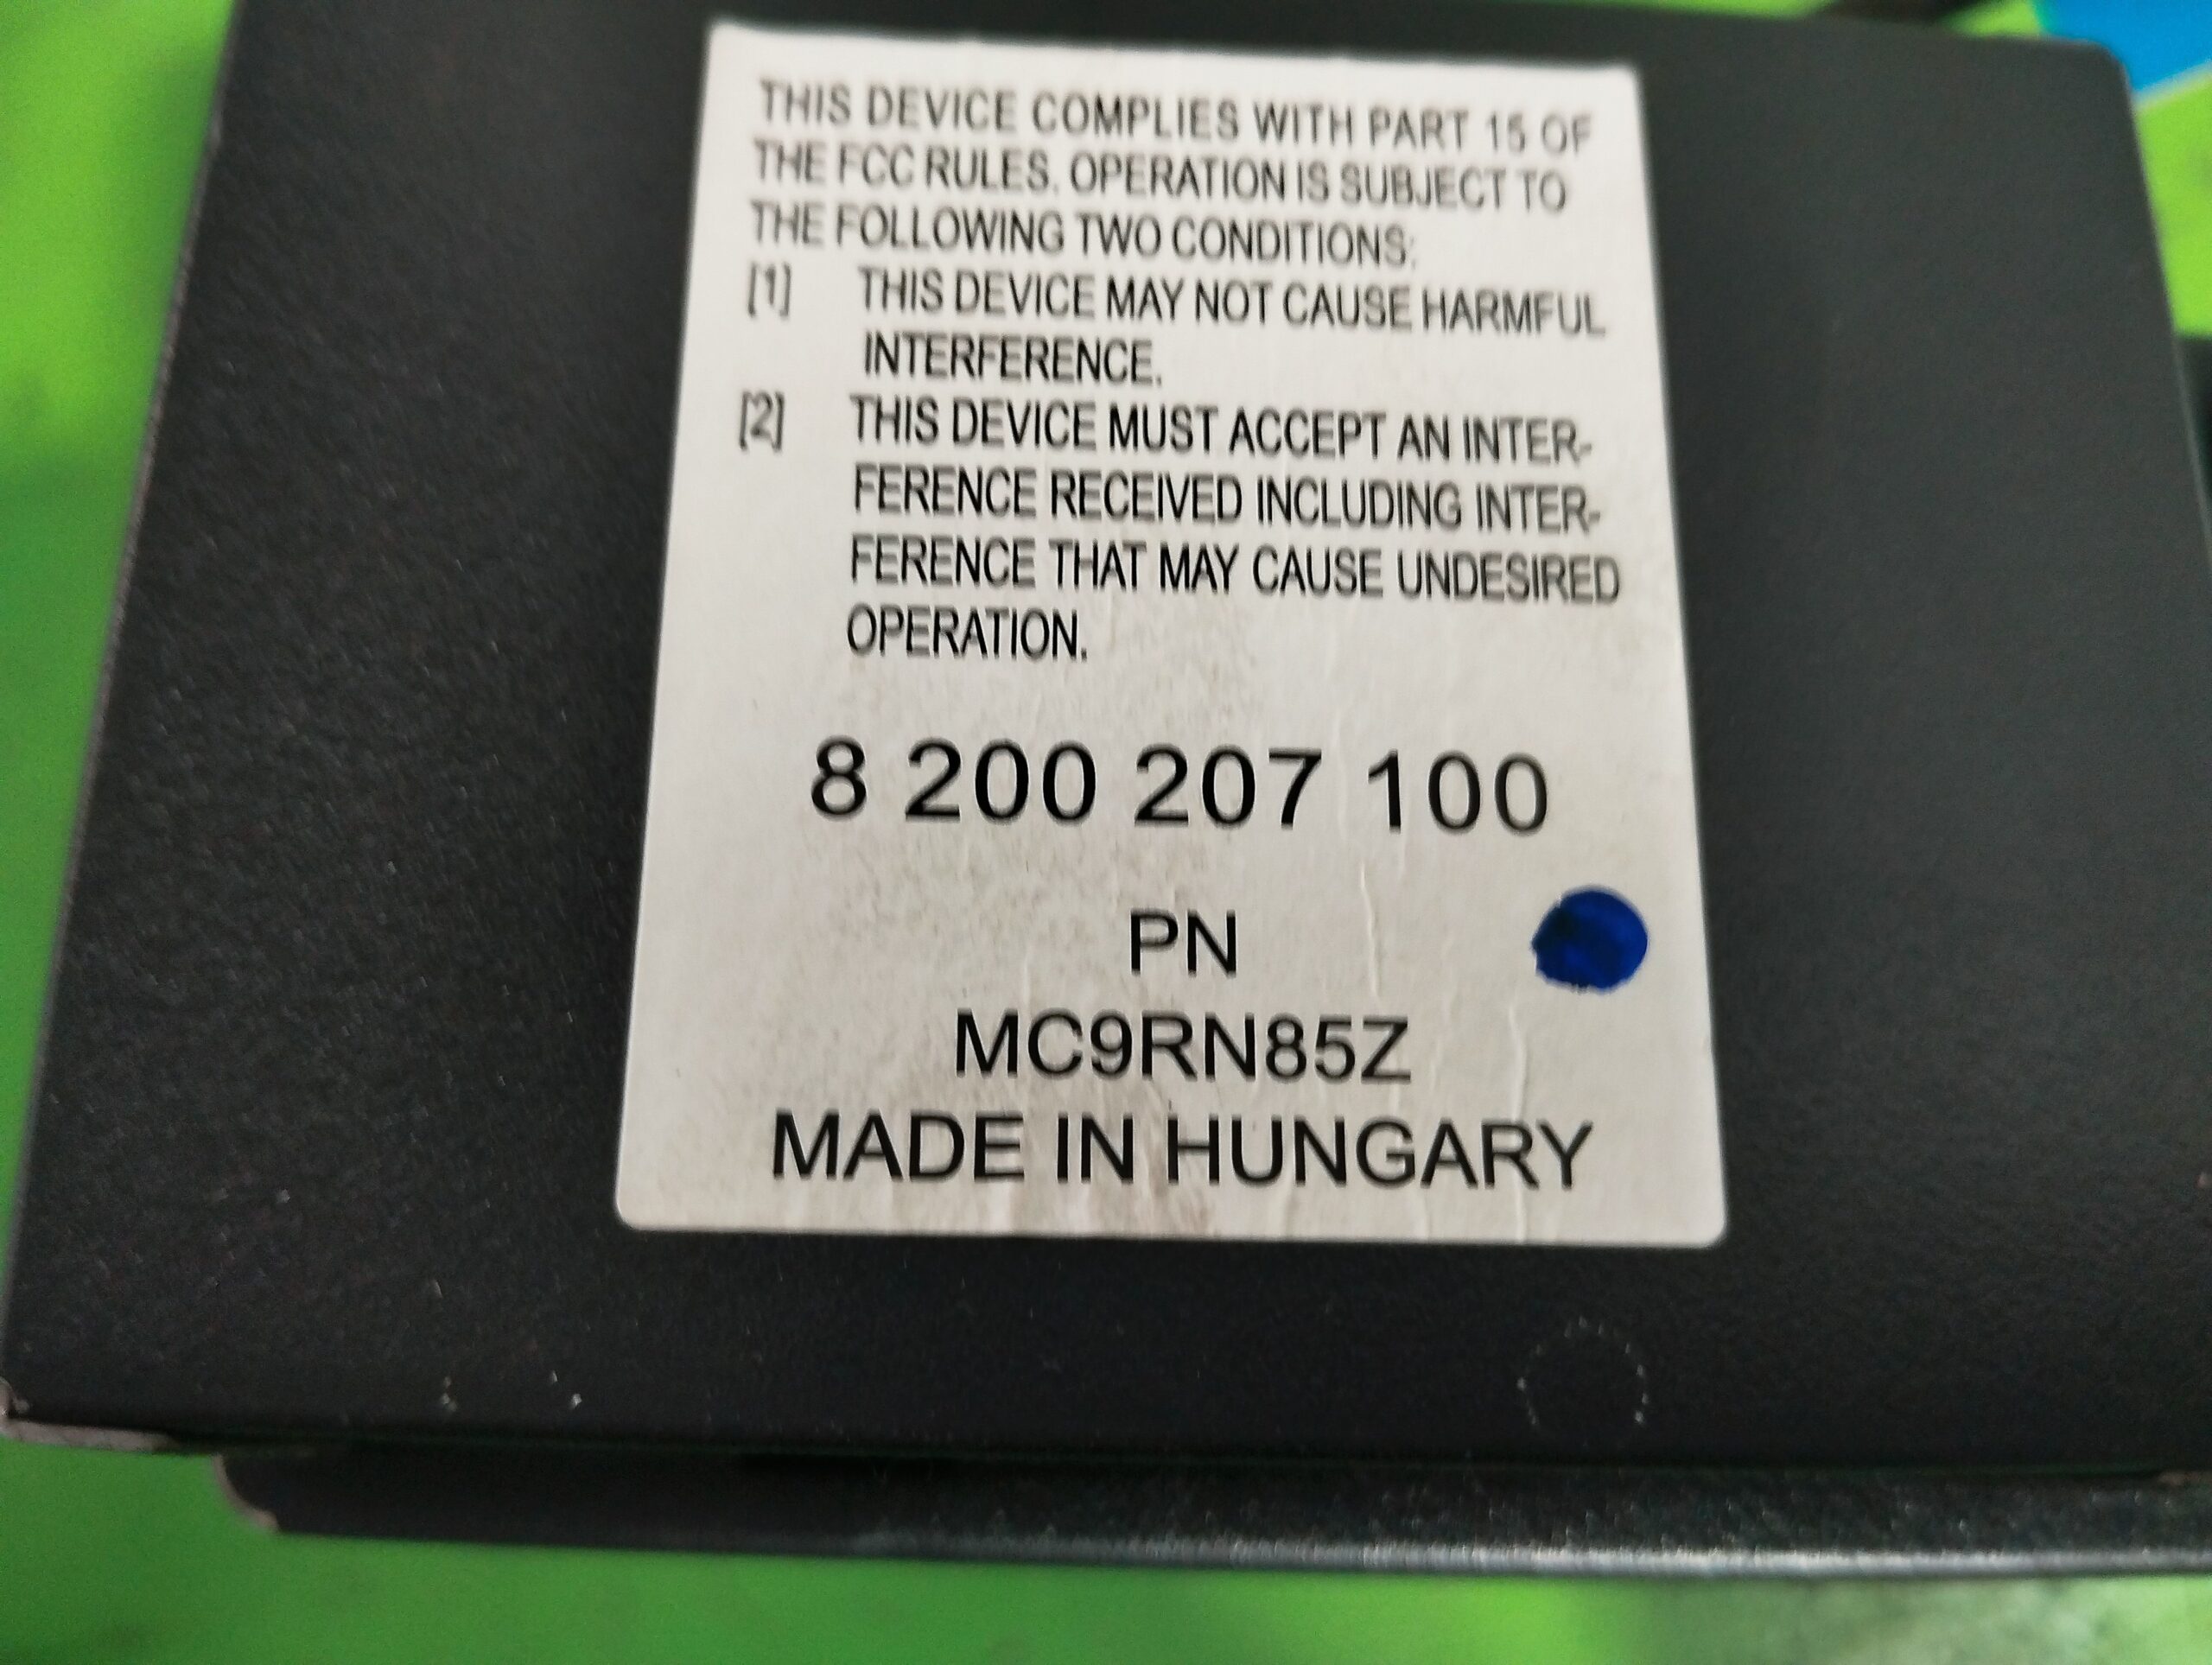 THIS DEVICE COMPLIES WITH PART 15 OF
THE FCC RULES. OPERATION IS SUBJECT TO
THE FOLLOWING TWO CONDITIONS:
[1] THIS DEVICE MAY NOT CAUSE HARMFUL
INTERFERENCE.
[2] THIS DEVICE MUST ACCEPT AN INTER-
FERENCE RECEIVED INCLUDING INTER-
FERENCE THAT MAY CAUSE UNDESIRED
OPERATION.
8 200 207 100
PN
MC9RN85Z
MADE IN HUNGARY